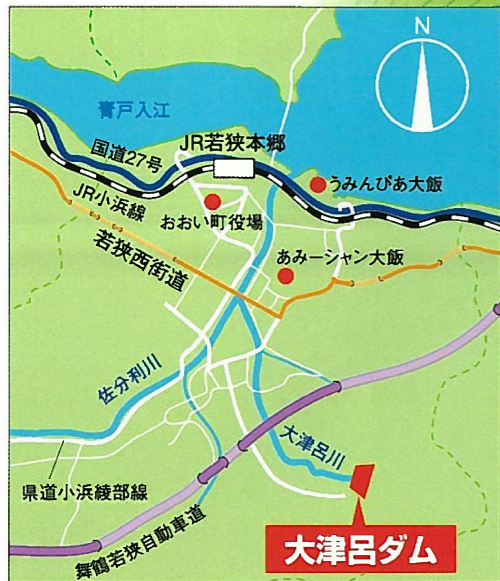 N
青戸入江
国道27号
JR若狭本郷
うみんぴあ大飯
JR小浜線
おおい町役場
若狭西街道
あみーシャン大飯
佐分利川
大津呂川
県道小浜綾部線
舞鶴若狭自動車道
大津呂ダム